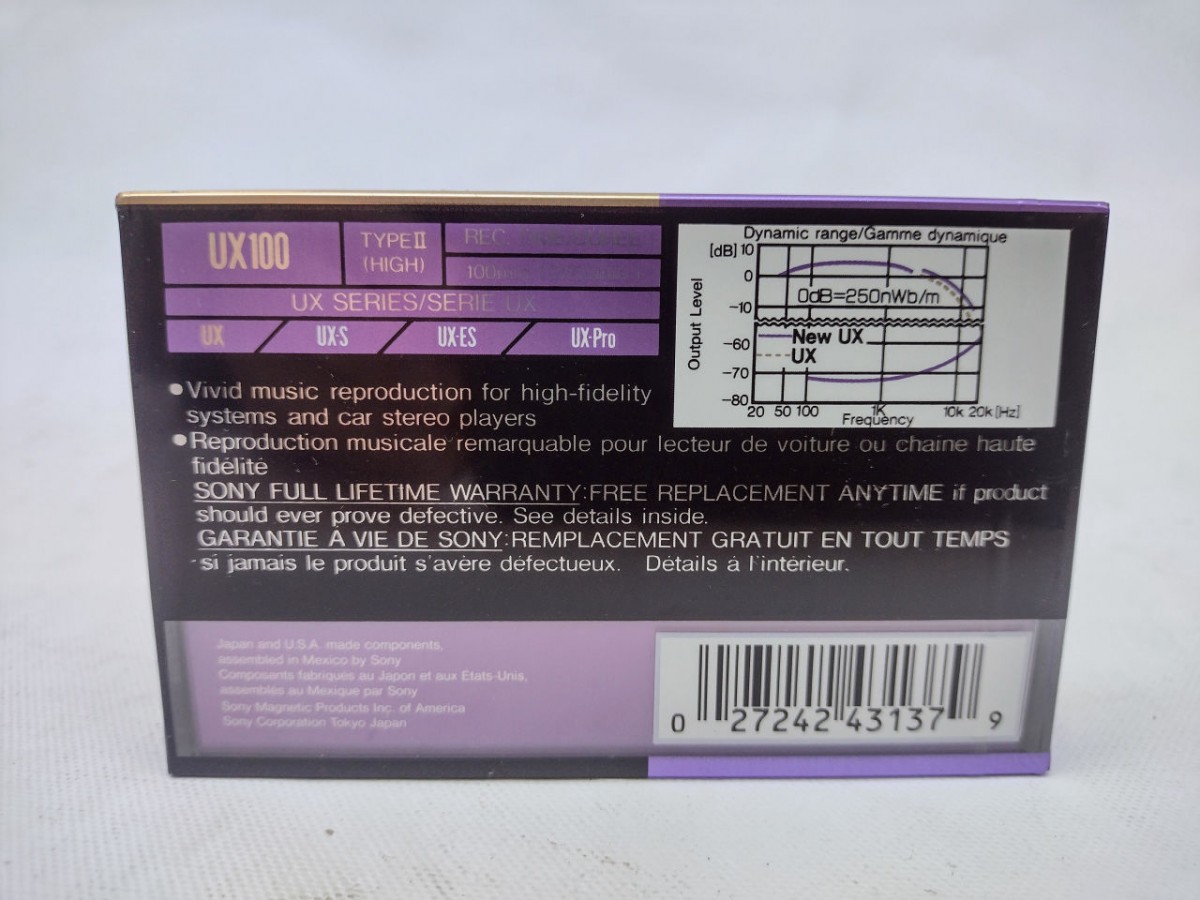 UX100
TYPE II
(HIGH)
REC.
100min
UX SERIES/SERIE UX
UX
UX-S
UX-ES
UX-Pro
Dynamic range/Gamme dynamique
[dB]
10
0
-10
-60
-70
-80
Output Level
0dB=250nWb/m
New UX
UX
20 50 100 1K 10k 20k [Hz]
Frequency
●Vivid music reproduction for high-fidelity
systems and car stereo players
●Reproduction musicale remarquable pour lecteur de voiture ou chaine haute
fidélité
SONY FULL LIFETIME WARRANTY:FREE REPLACEMENT ANYTIME if product
should ever prove defective. See details inside.
GARANTIE À VIE DE SONY:REMPLACEMENT GRATUIT EN TOUT TEMPS
si jamais le produit s'avère défectueux. Détails à l'intérieur.
Japan and U.S.A. made components,
assembled in Mexico by Sony
Composants fabriqués au Japon et aux Etats-Unis,
assemblés au Mexique par Sony
Sony Magnetic Products Inc. of America
Sony Corporation Tokyo Japan
0 27242 43137 9